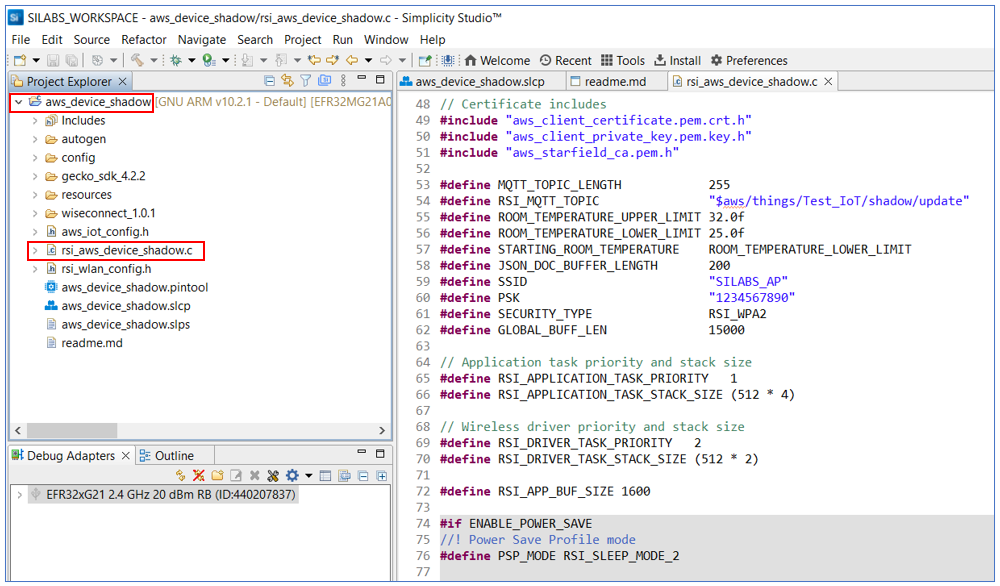 SILABS_WORKSPACE - aws_device_shadow/rsi_aws_device_shadow.c - Simplicity Studio™
File Edit Source Refactor Navigate Search Project Run Window Help
Welcome Recent Tools Install Preferences
Project Explorer
aws_device_shadow [GNU ARM v10.2.1 - Default] [EFR32MG21A0
Includes
autogen
config
gecko_sdk_4.2.2
resources
wiseconnect_1.0.1
aws_iot_config.h
rsi_aws_device_shadow.c
rsi_wlan_config.h
aws_device_shadow.pintool
aws_device_shadow.slcp
aws_device_shadow.slps
readme.md
Debug Adapters Outline
EFR32xG21 2.4 GHz 20 dBm RB (ID:440207837)
aws_device_shadow.slcp readme.md rsi_aws_device_shadow.c
48 // Certificate includes
49 #include "aws_client_certificate.pem.crt.h"
50 #include "aws_client_private_key.pem.key.h"
51 #include "aws_starfield_ca.pem.h"
52
53 #define MQTT_TOPIC_LENGTH 255
54 #define RSI_MQTT_TOPIC "$aws/things/Test_IoT/shadow/update"
55 #define ROOM_TEMPERATURE_UPPER_LIMIT 32.0f
56 #define ROOM_TEMPERATURE_LOWER_LIMIT 25.0f
57 #define STARTING_ROOM_TEMPERATURE ROOM_TEMPERATURE_LOWER_LIMIT
58 #define JSON_DOC_BUFFER_LENGTH 200
59 #define SSID "SILABS_AP"
60 #define PSK "1234567890"
61 #define SECURITY_TYPE RSI_WPA2
62 #define GLOBAL_BUFF_LEN 15000
63
64 // Application task priority and stack size
65 #define RSI_APPLICATION_TASK_PRIORITY 1
66 #define RSI_APPLICATION_TASK_STACK_SIZE (512 * 4)
67
68 // Wireless driver priority and stack size
69 #define RSI_DRIVER_TASK_PRIORITY 2
70 #define RSI_DRIVER_TASK_STACK_SIZE (512 * 2)
71
72 #define RSI_APP_BUF_SIZE 1600
73
74 #if ENABLE_POWER_SAVE
75 //! Power Save Profile mode
76 #define PSP_MODE RSI_SLEEP_MODE_2
77